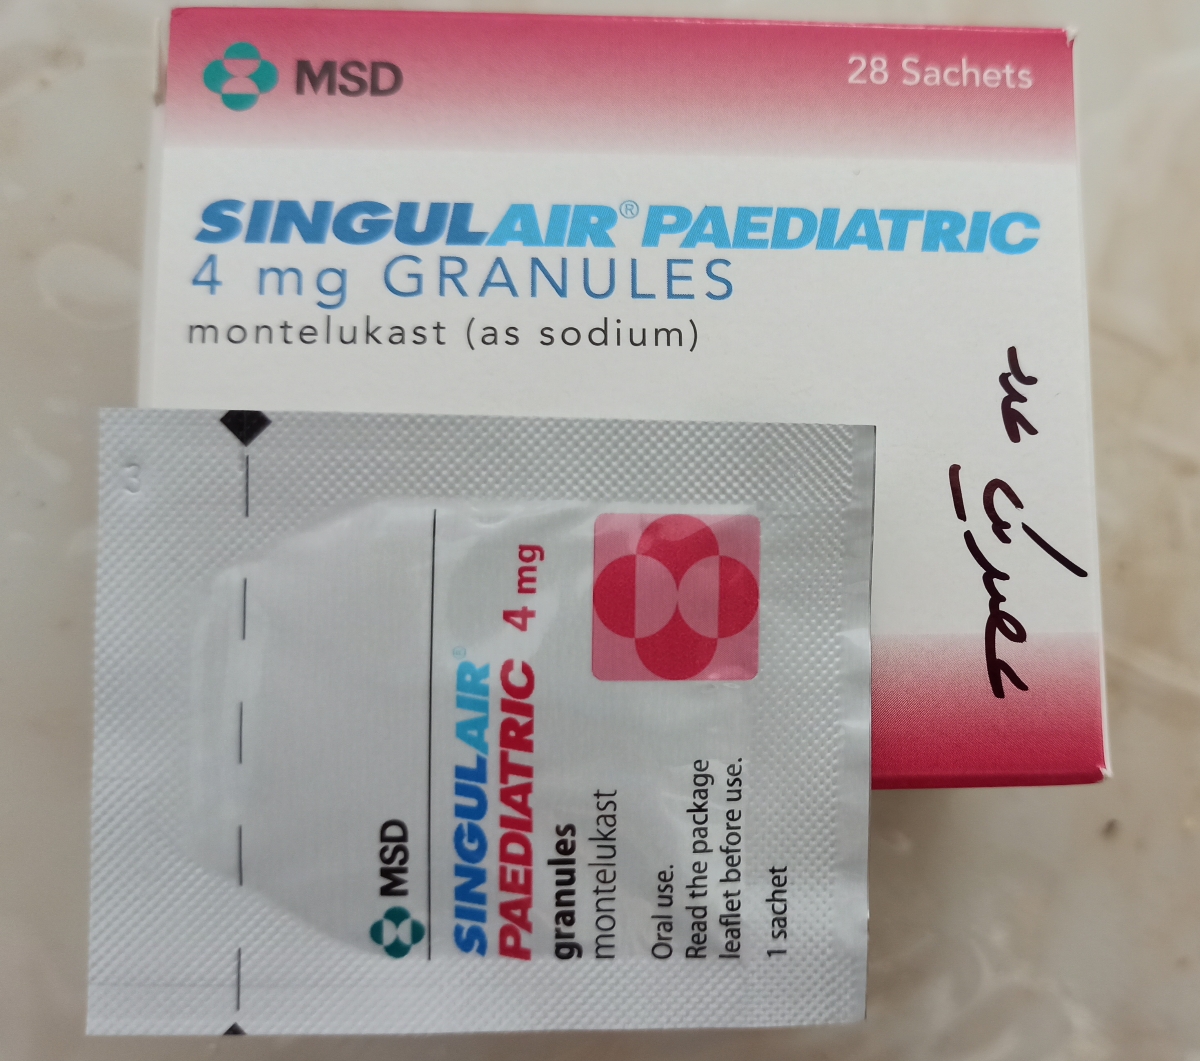 MSD
28 Sachets
SINGULAIR® PAEDIATRIC
4 mg GRANULES
montelukast (as sodium)
MSD
SINGULAIR®
PAEDIATRIC 4 mg
granules
montelukast
Oral use.
Read the package
leaflet before use.
1 sachet
3